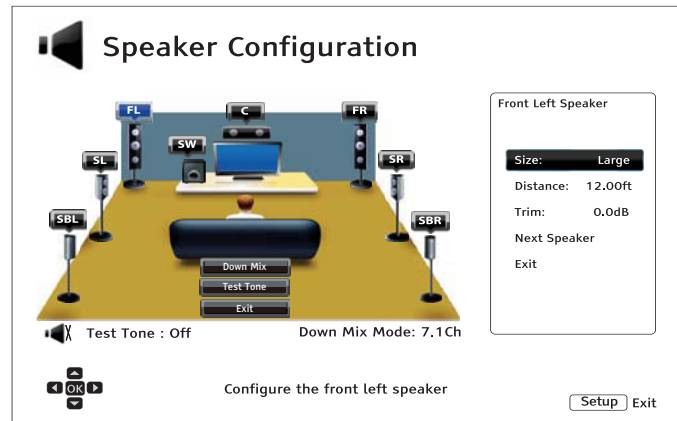 Speaker Configuration
FL
C
FR
SW
SL
SR
SBL
SBR
Down Mix
Test Tone
Exit
Test Tone : Off
Down Mix Mode: 7.1Ch
Front Left Speaker
Size: Large
Distance: 12.00ft
Trim: 0.0dB
Next Speaker
Exit
OK
Configure the front left speaker
Setup Exit